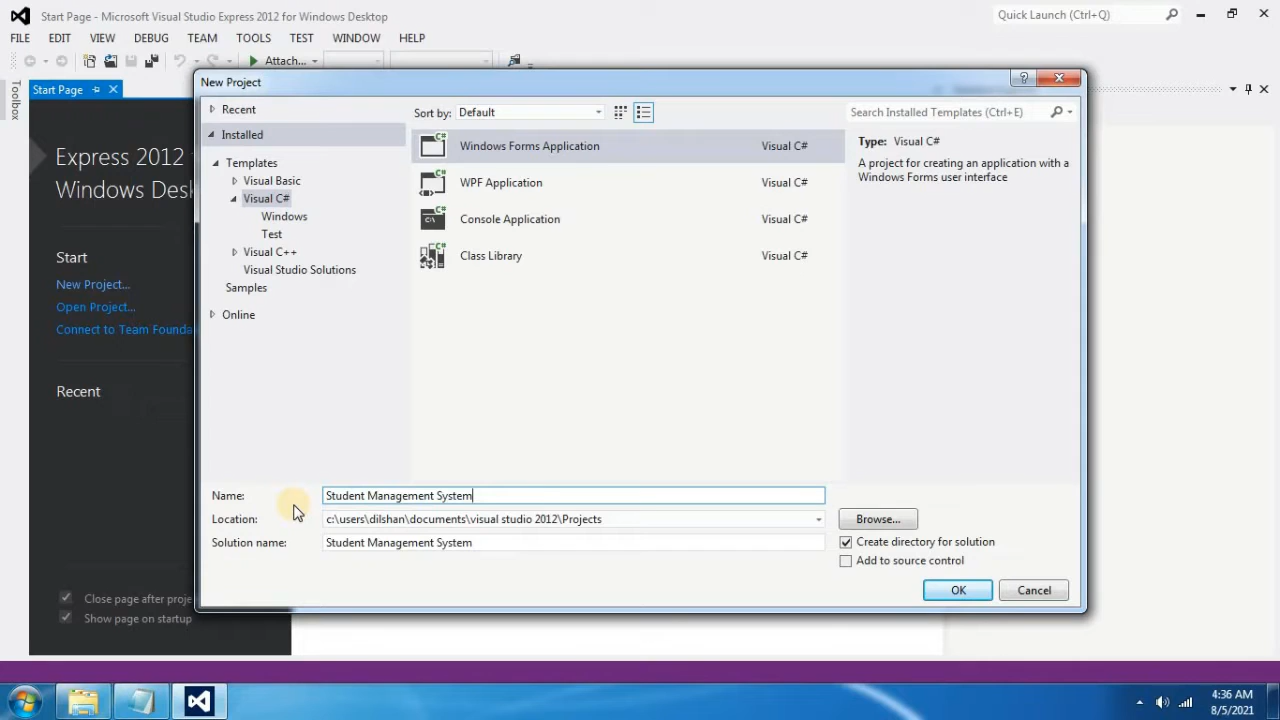 Start Page - Microsoft Visual Studio Express 2012 for Windows Desktop
Quick Launch (Ctrl+Q)
FILE EDIT VIEW DEBUG TEAM TOOLS TEST WINDOW HELP
Attach...
Toolbox
Start Page
Express 2012
Windows Desk
Start
New Project...
Open Project...
Connect to Team Founda
Recent
Close page after proje
Show page on startup
New Project
Recent
Installed
Templates
Visual Basic
Visual C#
Windows
Test
Visual C++
Visual Studio Solutions
Samples
Online
Sort by: Default
Search Installed Templates (Ctrl+E)
Windows Forms Application Visual C#
WPF Application Visual C#
Console Application Visual C#
Class Library Visual C#
Type: Visual C#
A project for creating an application with a
Windows Forms user interface
Name: Student Management System
Location: c:\users\dilshan\documents\visual studio 2012\Projects
Browse...
Solution name: Student Management System
Create directory for solution
Add to source control
OK Cancel
4:36 AM
8/5/2021